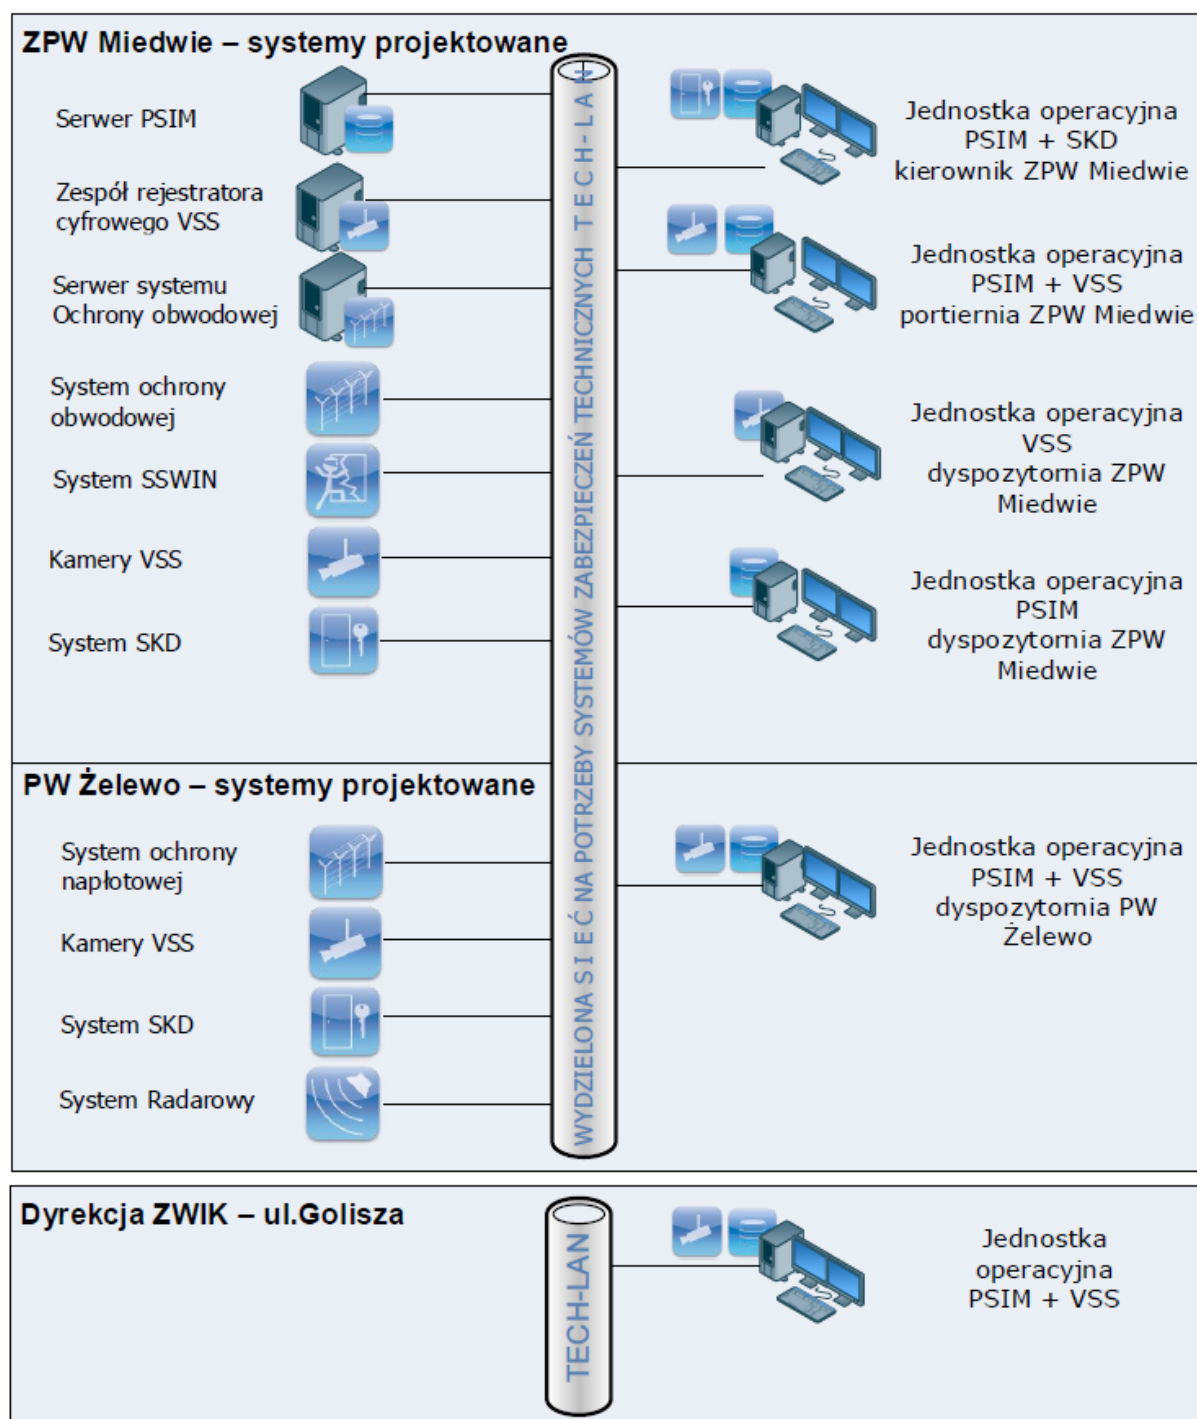 ZPW Miedwie – systemy projektowane
Serwer PSIM
Zespół rejestratora
cyfrowego VSS
Serwer systemu
Ochrony obwodowej
System ochrony
obwodowej
System SSWIN
Kamery VSS
System SKD
WYDZIELONA S I E Ć NA POTRZEBY SYSTEMÓW ZABEZPIECZEŃ TECHNICZNYCH T E C H - L A N
Jednostka operacyjna
PSIM + SKD
kierownik ZPW Miedwie
Jednostka operacyjna
PSIM + VSS
portiernia ZPW Miedwie
Jednostka operacyjna
VSS
dyspozytornia ZPW
Miedwie
Jednostka operacyjna
PSIM
dyspozytornia ZPW
Miedwie
PW Żelewo – systemy projektowane
System ochrony
napłotowej
Kamery VSS
System SKD
System Radarowy
Jednostka operacyjna
PSIM + VSS
dyspozytornia PW
Żelewo
Dyrekcja ZWIK – ul.Golisza
TECH-LAN
Jednostka
operacyjna
PSIM + VSS